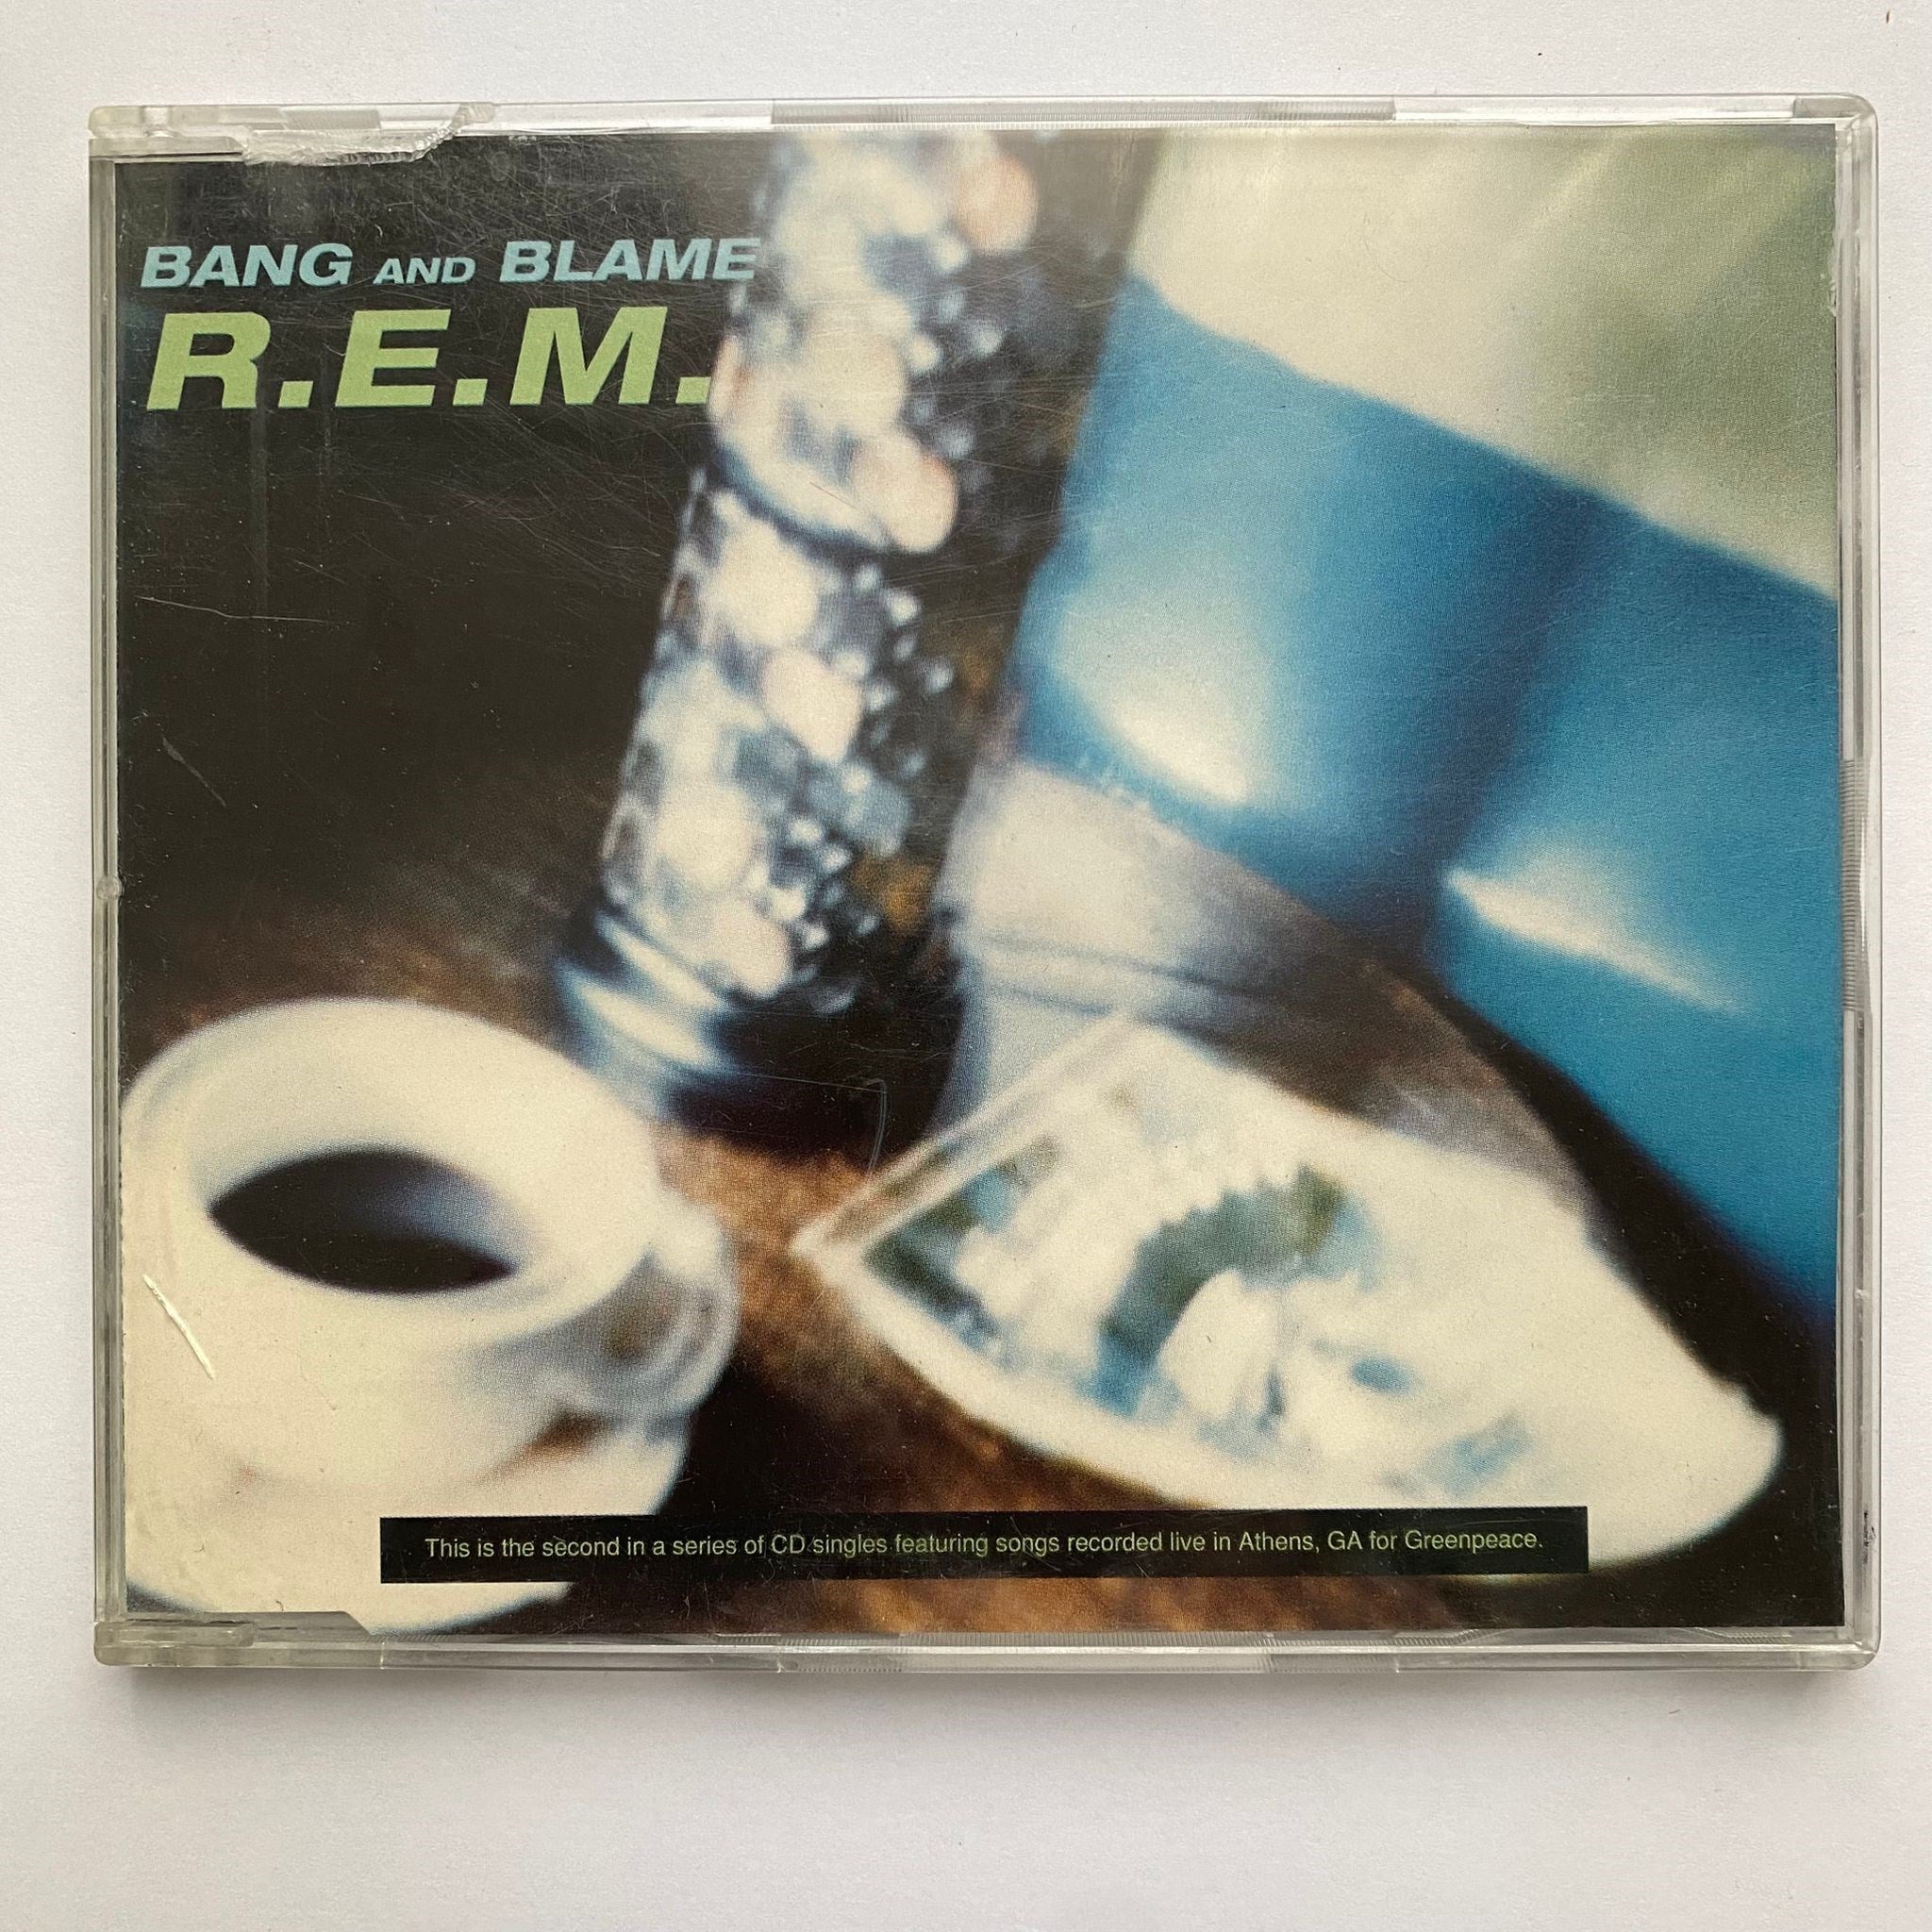 BANG AND BLAME
R.E.M.
This is the second in a series of CD singles featuring songs recorded live in Athens, GA for Greenpeace.